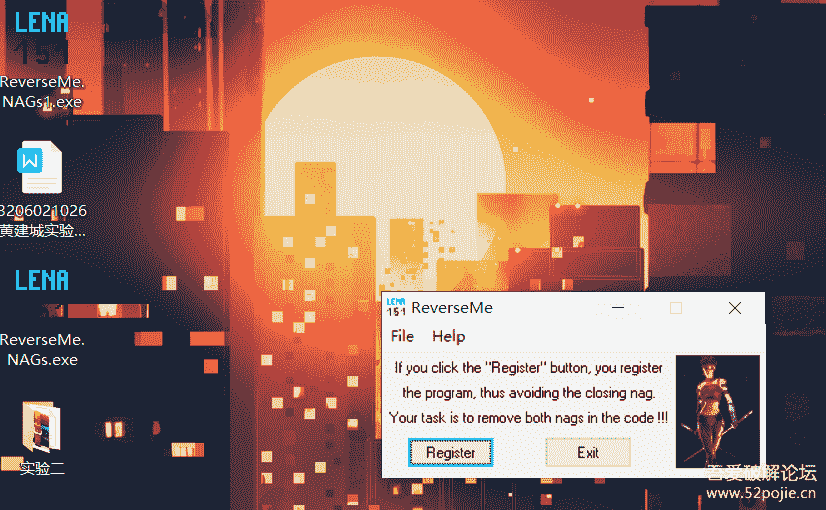 LENA
151
ReverseMe.
NAGs1.exe
3206021026
黄建城实验...
LENA
ReverseMe.
NAGs.exe
实验二
LENA
151
ReverseMe
File Help
If you click the "Register" button, you register
the program, thus avoiding the closing nag.
Your task is to remove both nags in the code !!!
Register Exit
吾爱破解论坛
www.52pojie.cn